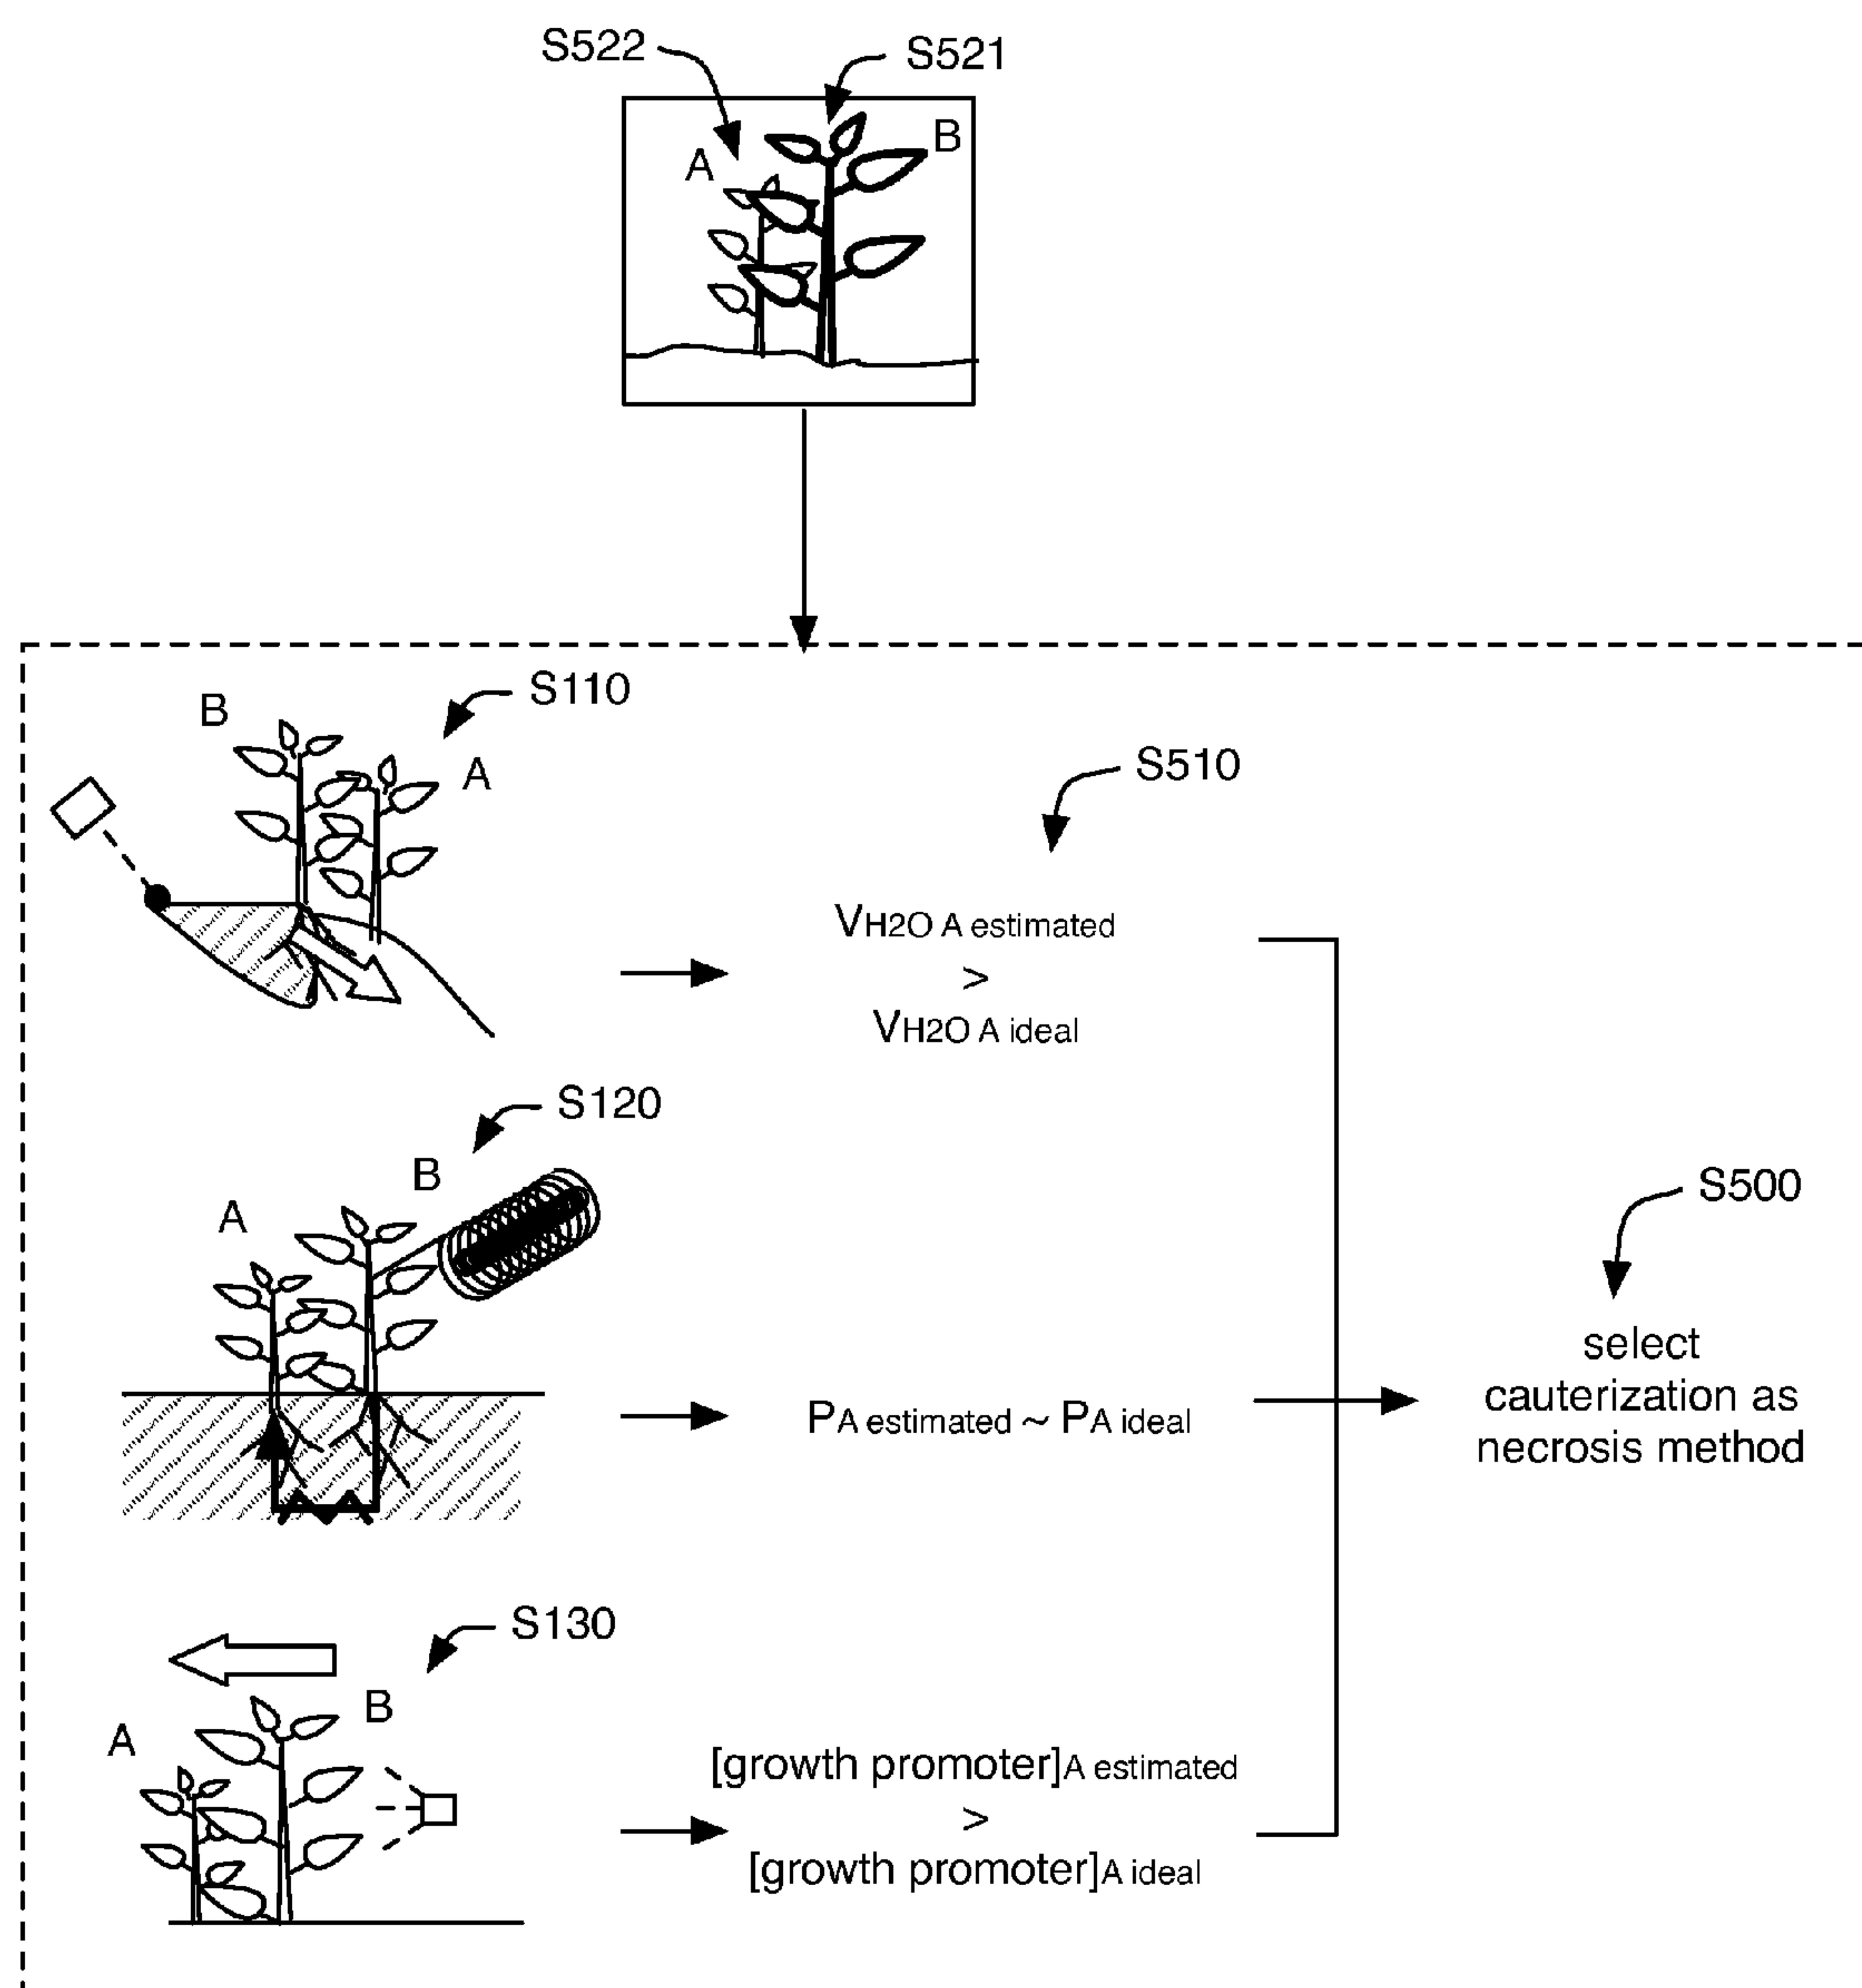 S522
S521
A
B
S110
B
A
S510
VH2O A estimated
>
VH2O A ideal
S120
B
A
S500
select
cauterization as
necrosis method
PA estimated ~ PA ideal
S130
B
A
[growth promoter]A estimated
>
[growth promoter]A ideal